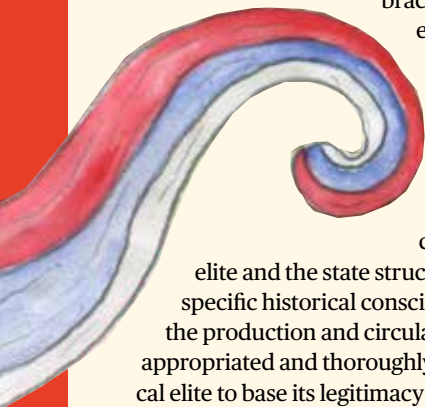 elite and the state struc
specific historical consci
the production and circula
appropriated and thoroughly
cal elite to base its legitimacy